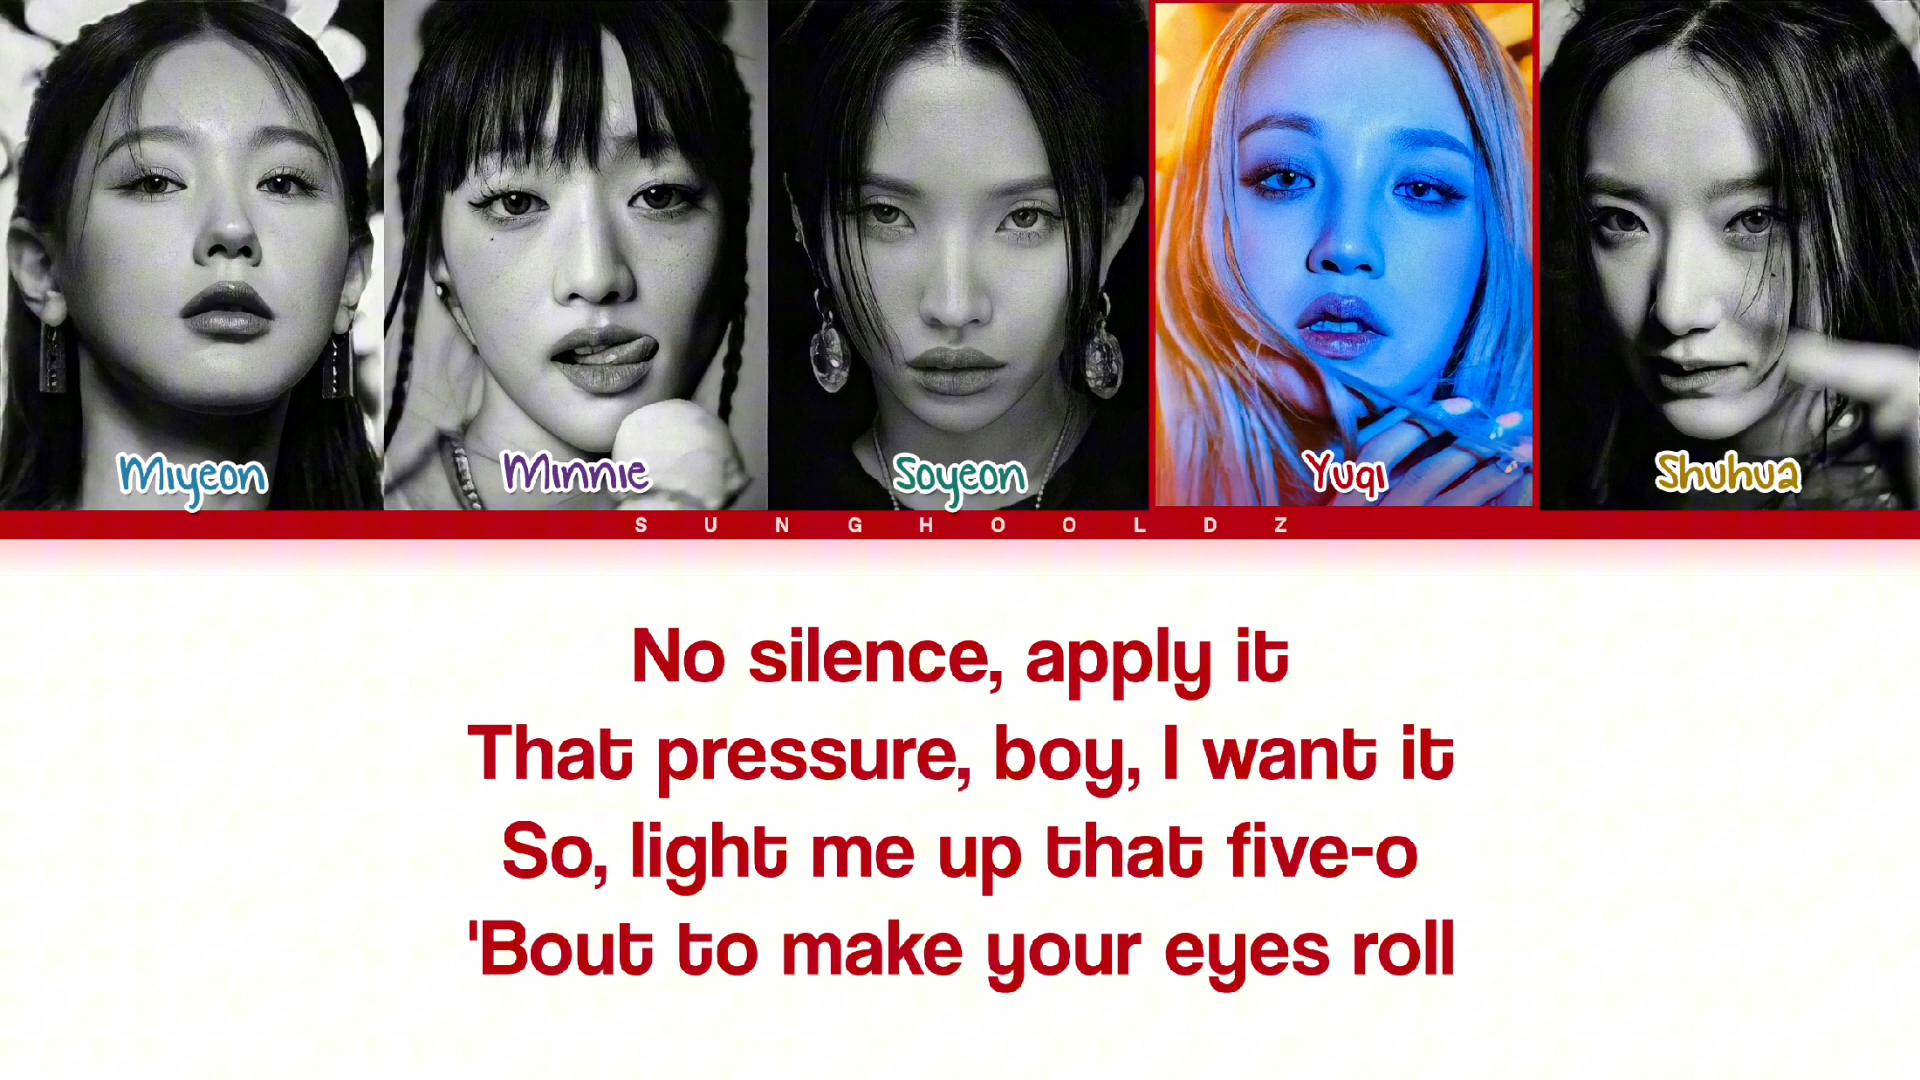 Miyeon
Minnie
Soyeon
Yuqi
Shuhua
SUNGHOOLDZ
No silence, apply it
That pressure, boy, I want it
So, light me up that five-o
'Bout to make your eyes roll